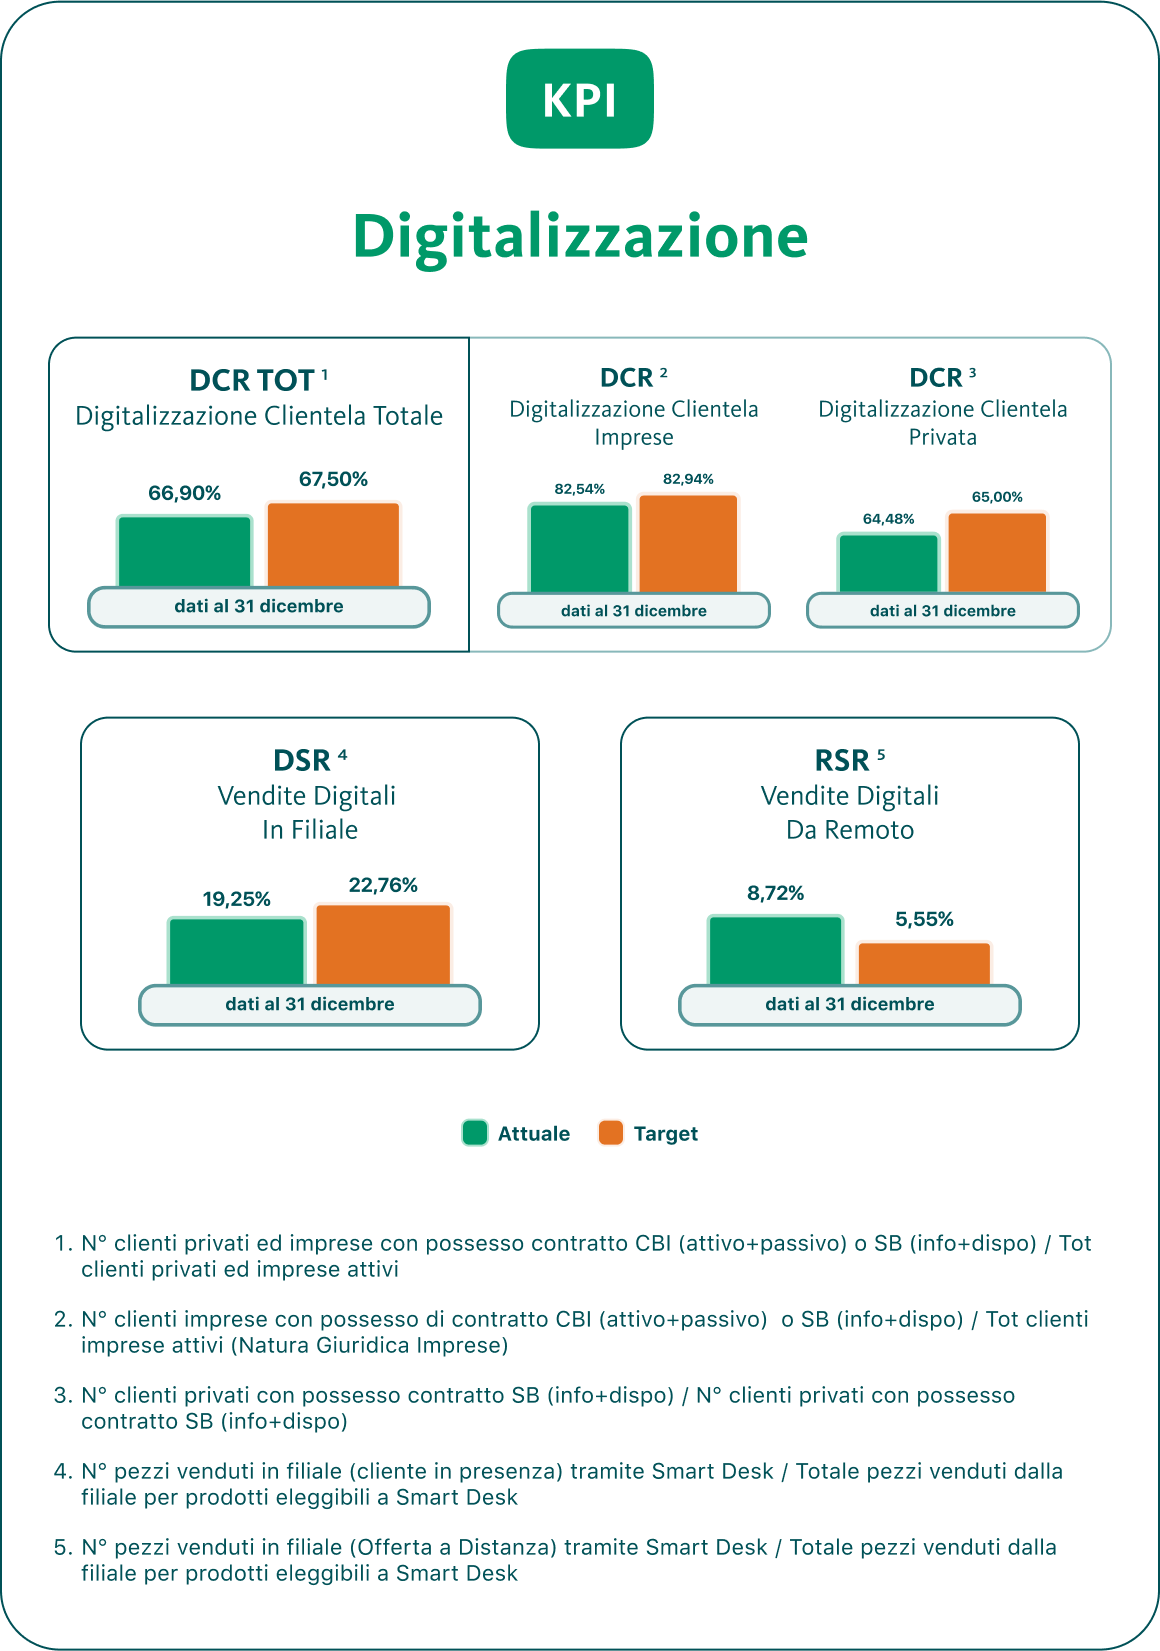 KPI
Digitalizzazione
DCR TOT ¹
Digitalizzazione Clientela Totale
66,90%
67,50%
dati al 31 dicembre
DCR ²
Digitalizzazione Clientela
Imprese
82,54%
82,94%
dati al 31 dicembre
DCR ³
Digitalizzazione Clientela
Privata
64,48%
65,00%
dati al 31 dicembre
DSR ⁴
Vendite Digitali
In Filiale
19,25%
22,76%
dati al 31 dicembre
RSR ⁵
Vendite Digitali
Da Remoto
8,72%
5,55%
dati al 31 dicembre
Attuale
Target
1. N° clienti privati ed imprese con possesso contratto CBI (attivo+passivo) o SB (info+dispo) / Tot
clienti privati ed imprese attivi
2. N° clienti imprese con possesso di contratto CBI (attivo+passivo)  o SB (info+dispo) / Tot clienti
imprese attivi (Natura Giuridica Imprese)
3. N° clienti privati con possesso contratto SB (info+dispo) / N° clienti privati con possesso
contratto SB (info+dispo)
4. N° pezzi venduti in filiale (cliente in presenza) tramite Smart Desk / Totale pezzi venduti dalla
filiale per prodotti eleggibili a Smart Desk
5. N° pezzi venduti in filiale (Offerta a Distanza) tramite Smart Desk / Totale pezzi venduti dalla
filiale per prodotti eleggibili a Smart Desk